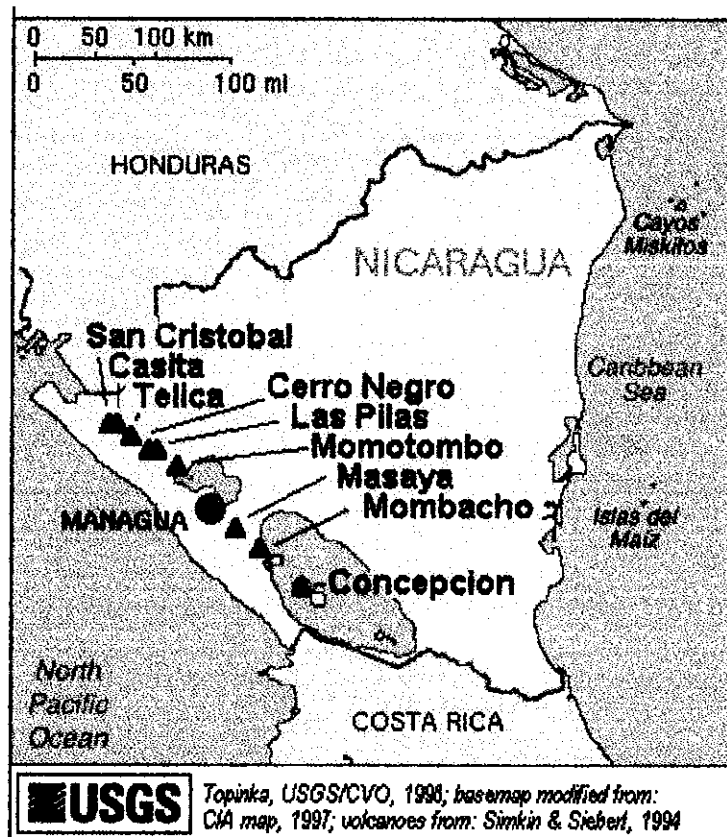 0 50 100 km
0 50 100 mi
HONDURAS
NICARAGUA
Cayos
Miskitos
San Cristobal
Casita
Telica
Cerro Negro
Las Pilas
Momotombo
Masaya
Mombacho
Concepcion
MANAGUA
Caribbean
Sea
Islas del
Maiz
North
Pacific
Ocean
COSTA RICA
USGS
Topinka, USGS/CVO, 1998; basemap modified from:
CIA map, 1997; volcanoes from: Simkin & Siebert, 1994